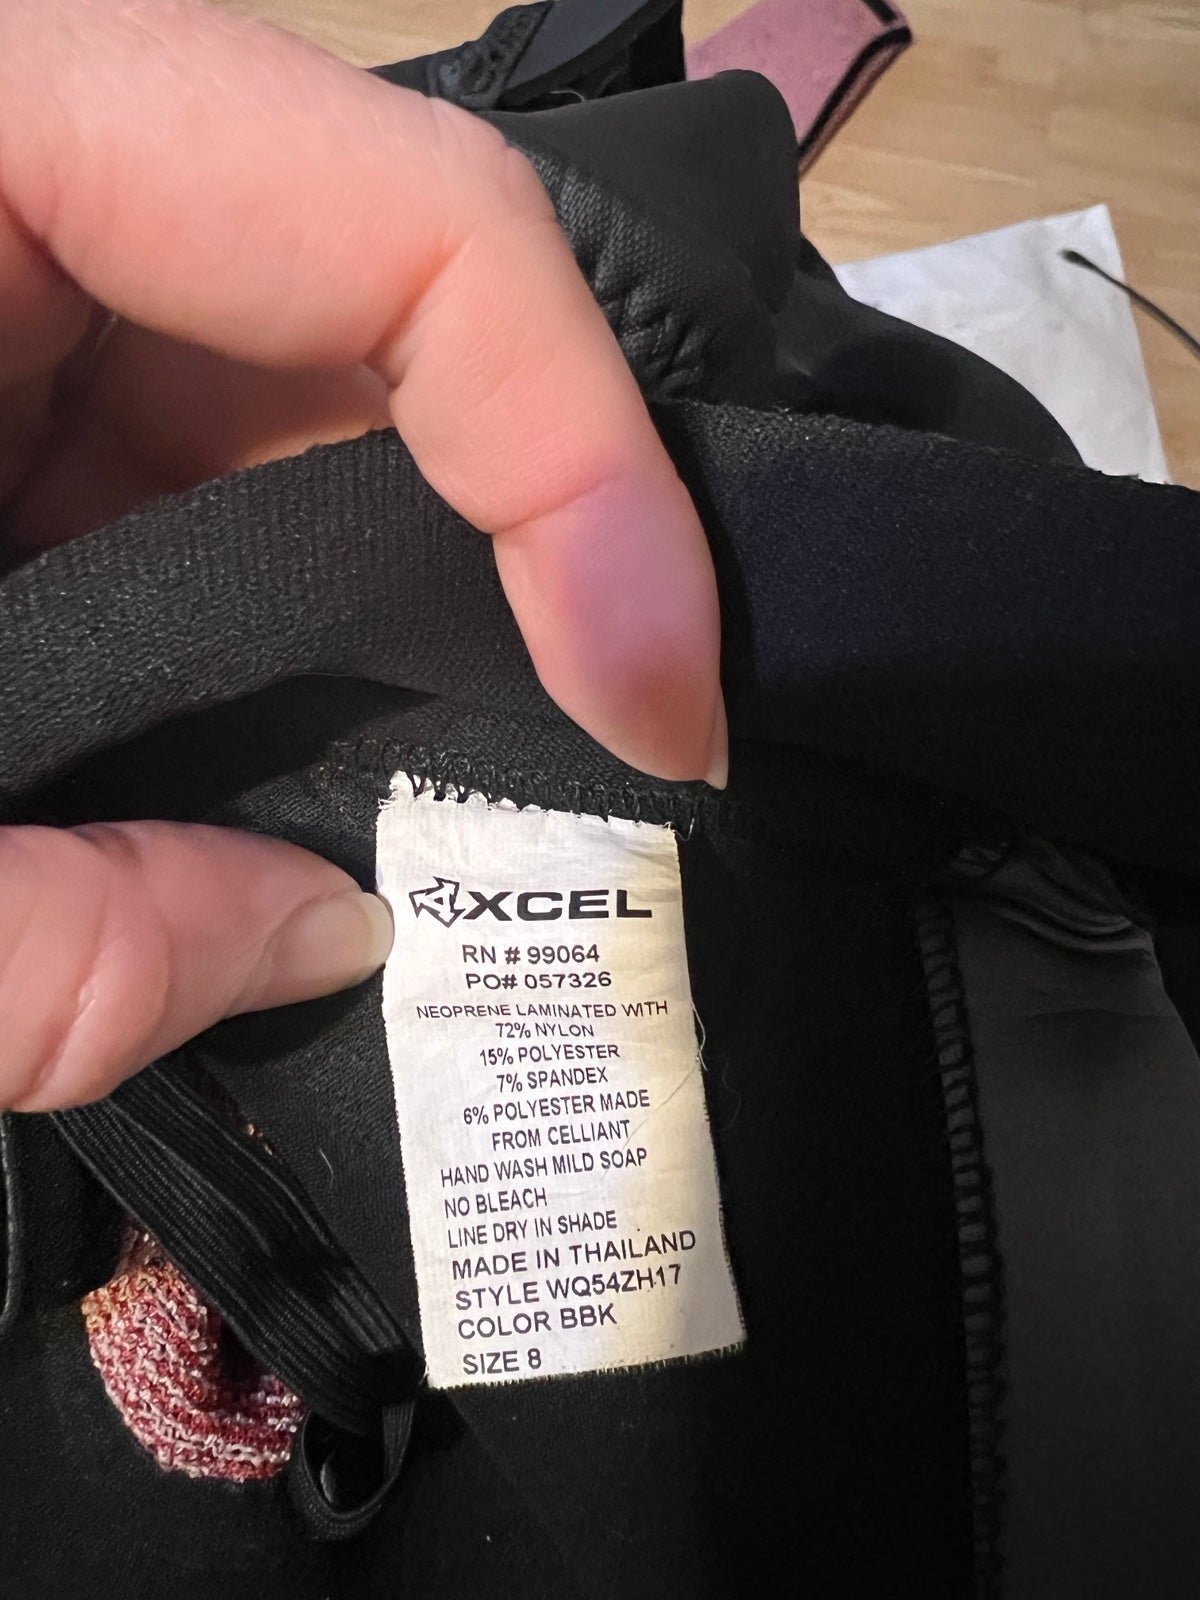 XCEL
RN # 99064
PO# 057326
NEOPRENE LAMINATED WITH
72% NYLON
15% POLYESTER
7% SPANDEX
6% POLYESTER MADE
FROM CELLIANT
HAND WASH MILD SOAP
NO BLEACH
LINE DRY IN SHADE
MADE IN THAILAND
STYLE WQ54ZH17
COLOR BBK
SIZE 8